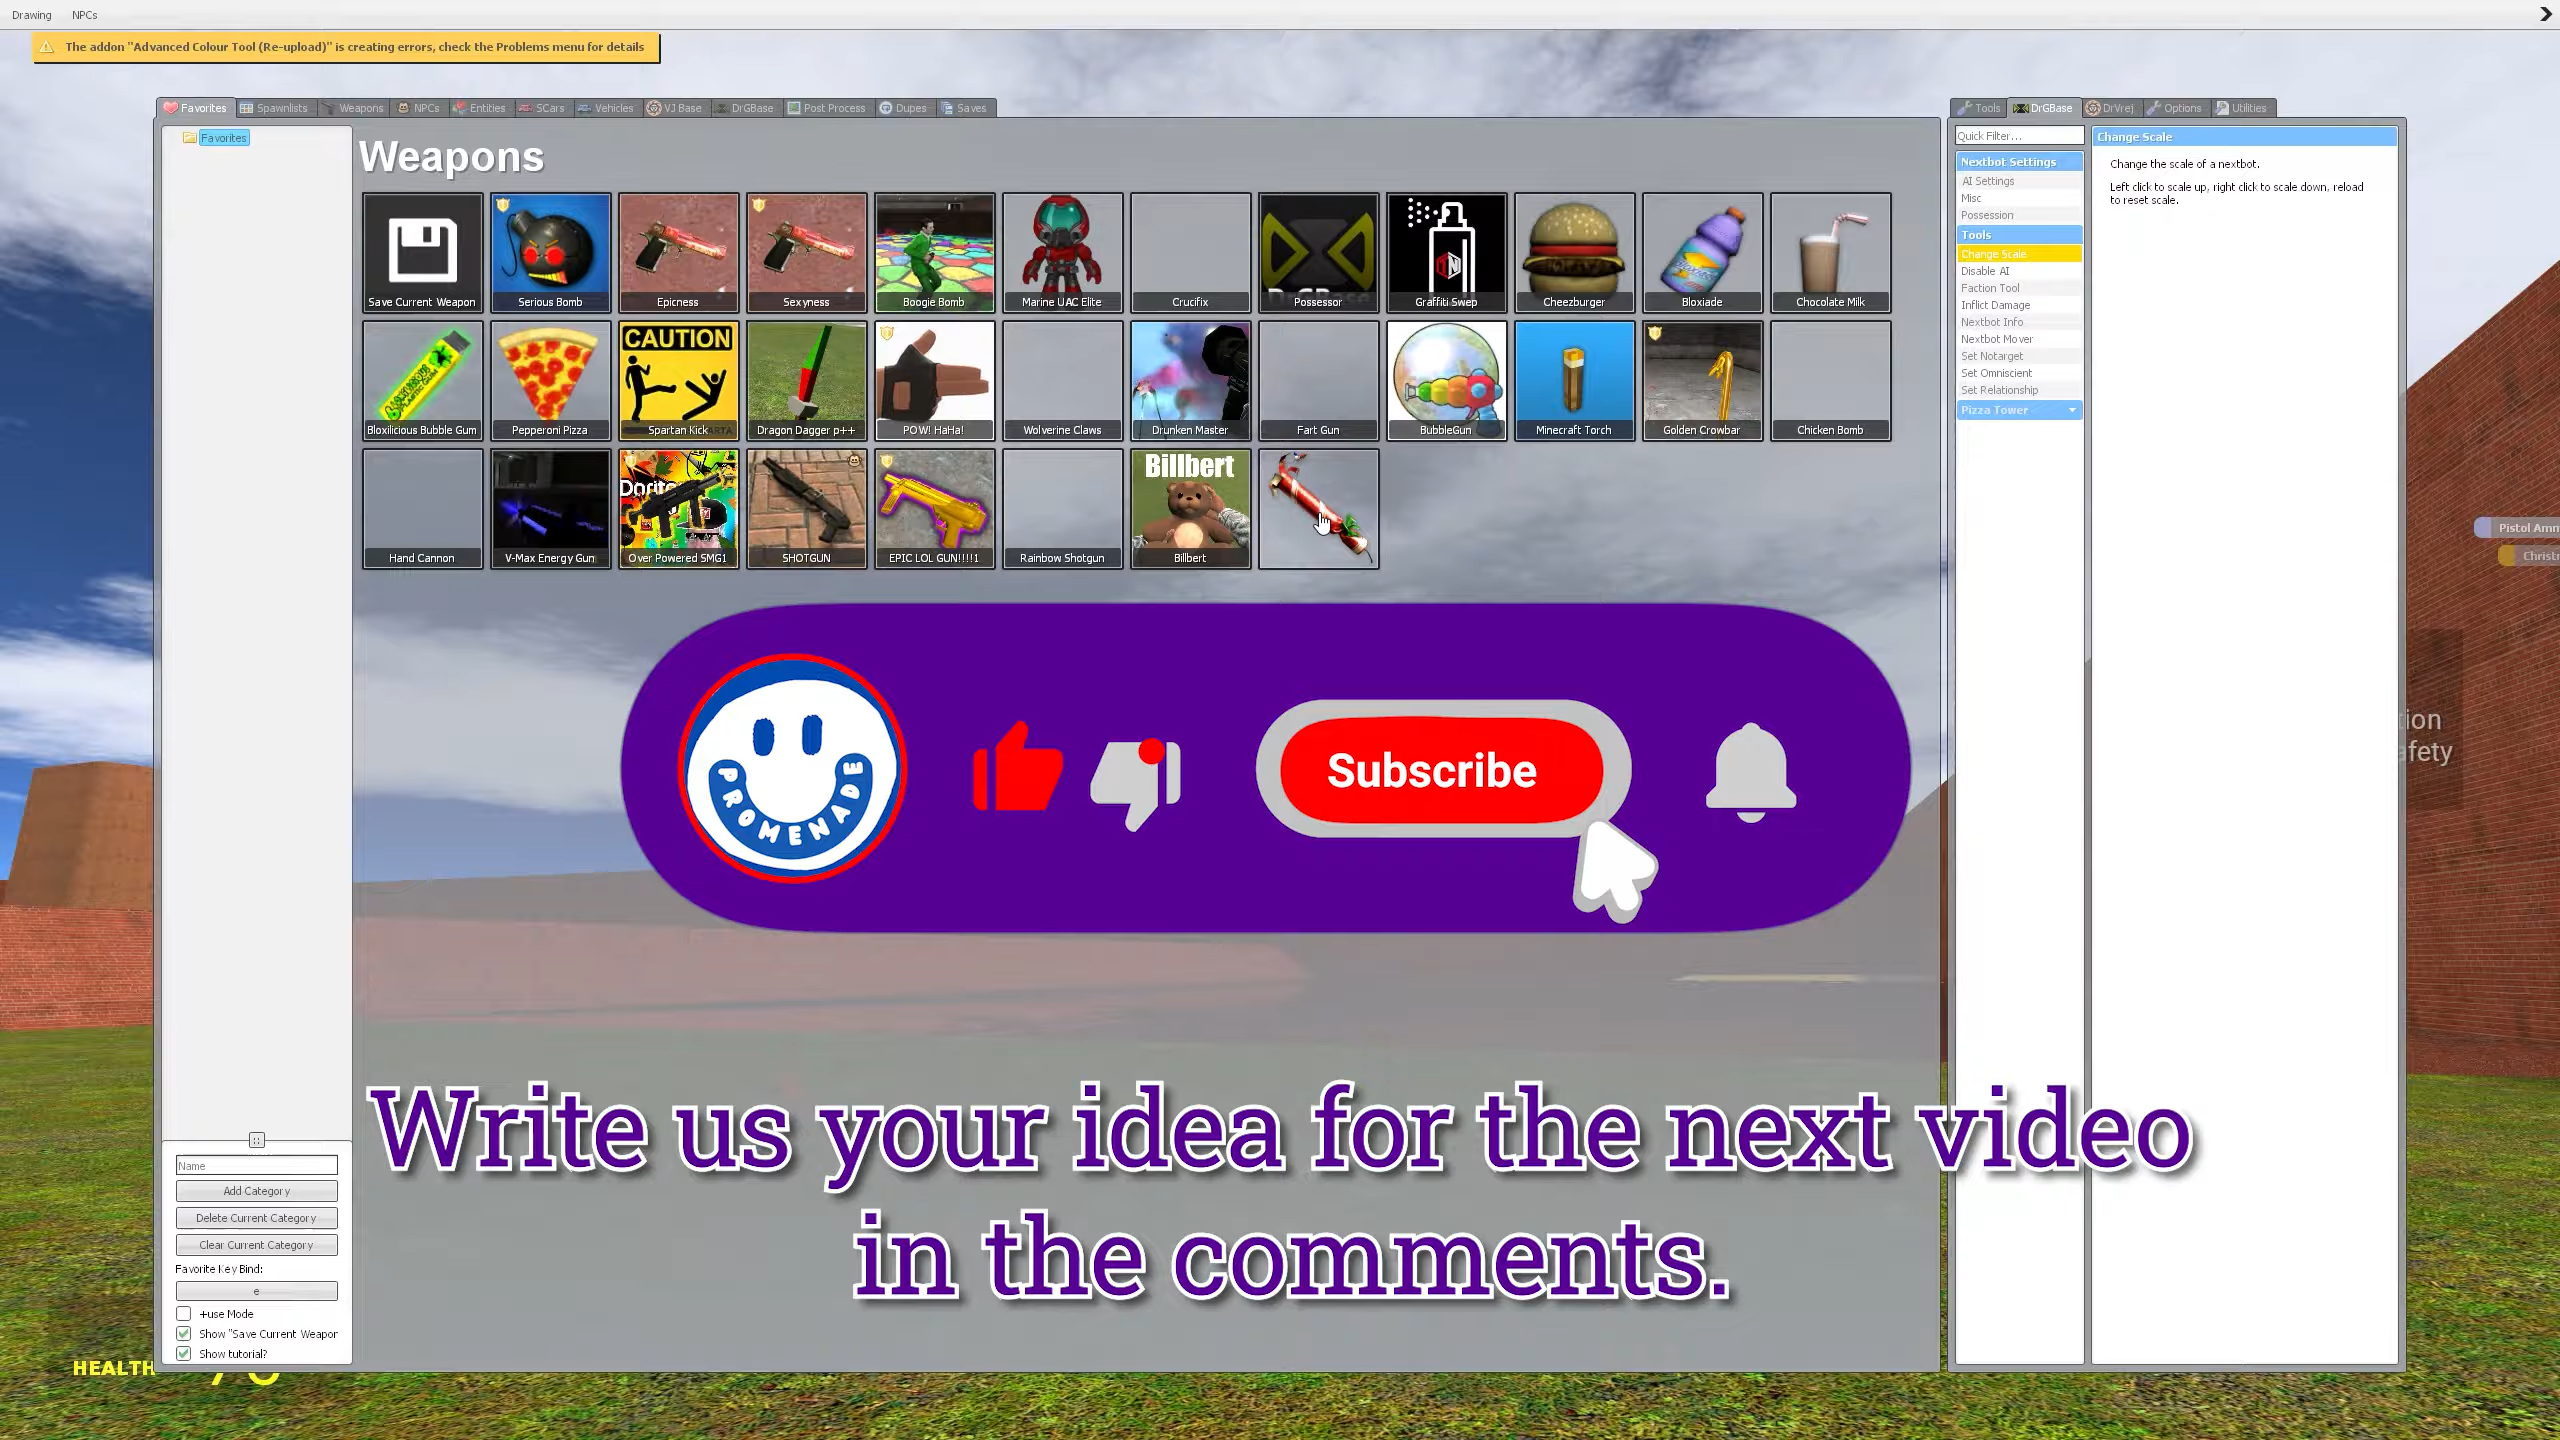 Drawing NPCs
The addon "Advanced Colour Tool (Re-upload)" is creating errors, check the Problems menu for details
Favorites Spawnlists Weapons NPCs Entities SCars Vehicles VJ Base DrGBase Post Process Dupes Saves
Tools DrGBase DrVrej Options Utilities
Favorites
Weapons
Save Current Weapon Serious Bomb Epicness Sexyness Boogie Bomb Marine UAC Elite Crucifix Possessor Graffiti Swep Cheezburger Bloxiade Chocolate Milk
CAUTION
Bloxilicious Bubble Gum Pepperoni Pizza Spartan Kick Dragon Dagger p++ POW! HaHa! Wolverine Claws Drunken Master Fart Gun BubbleGun Minecraft Torch Golden Crowbar Chicken Bomb
Billbert
Hand Cannon V-Max Energy Gun Over Powered SMG1 SHOTGUN EPIC LOL GUN!!!!1 Rainbow Shotgun Billbert
Quick Filter...
Nextbot Settings
AI Settings
Misc
Possession
Tools
Change Scale
Disable AI
Faction Tool
Inflict Damage
Nextbot Info
Nextbot Mover
Set Notarget
Set Omniscient
Set Relationship
Pizza Tower
Change Scale
Change the scale of a nextbot.
Left click to scale up, right click to scale down, reload
to reset scale.
Pistol Amm
Christ
PROMENADE
Subscribe
Write us your idea for the next video
in the comments.
Name
Add Category
Delete Current Category
Clear Current Category
Favorite Key Bind:
e
+use Mode
Show "Save Current Weapon
Show tutorial?
HEALTH